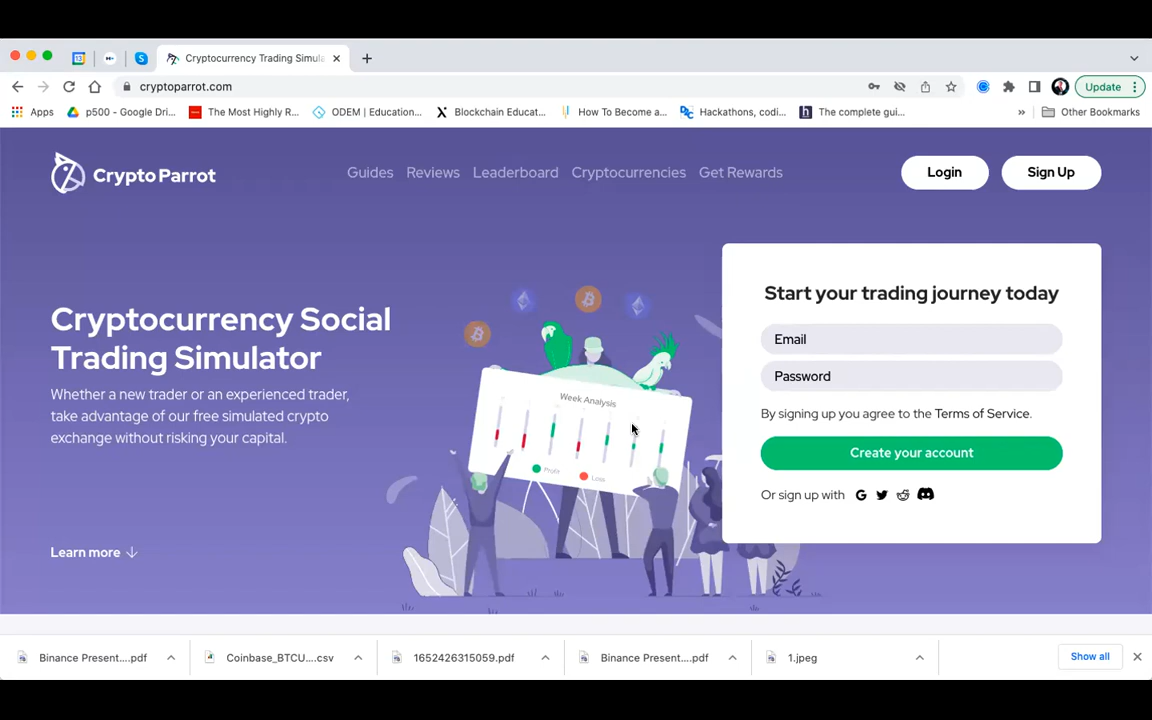 Cryptocurrency Trading Simula
cryptoparrot.com
Update
Apps
p500 - Google Dri...
The Most Highly R...
ODEM | Education...
Blockchain Educat...
How To Become a...
Hackathons, codi...
The complete gui...
»
Other Bookmarks
Crypto Parrot
Guides
Reviews
Leaderboard
Cryptocurrencies
Get Rewards
Login
Sign Up
Cryptocurrency Social
Trading Simulator
Whether a new trader or an experienced trader,
take advantage of our free simulated crypto
exchange without risking your capital.
Learn more ↓
Week Analysis
Profit
Loss
Start your trading journey today
Email
Password
By signing up you agree to the Terms of Service.
Create your account
Or sign up with
Binance Present....pdf
Coinbase_BTCU....csv
1652426315059.pdf
Binance Present....pdf
1.jpeg
Show all